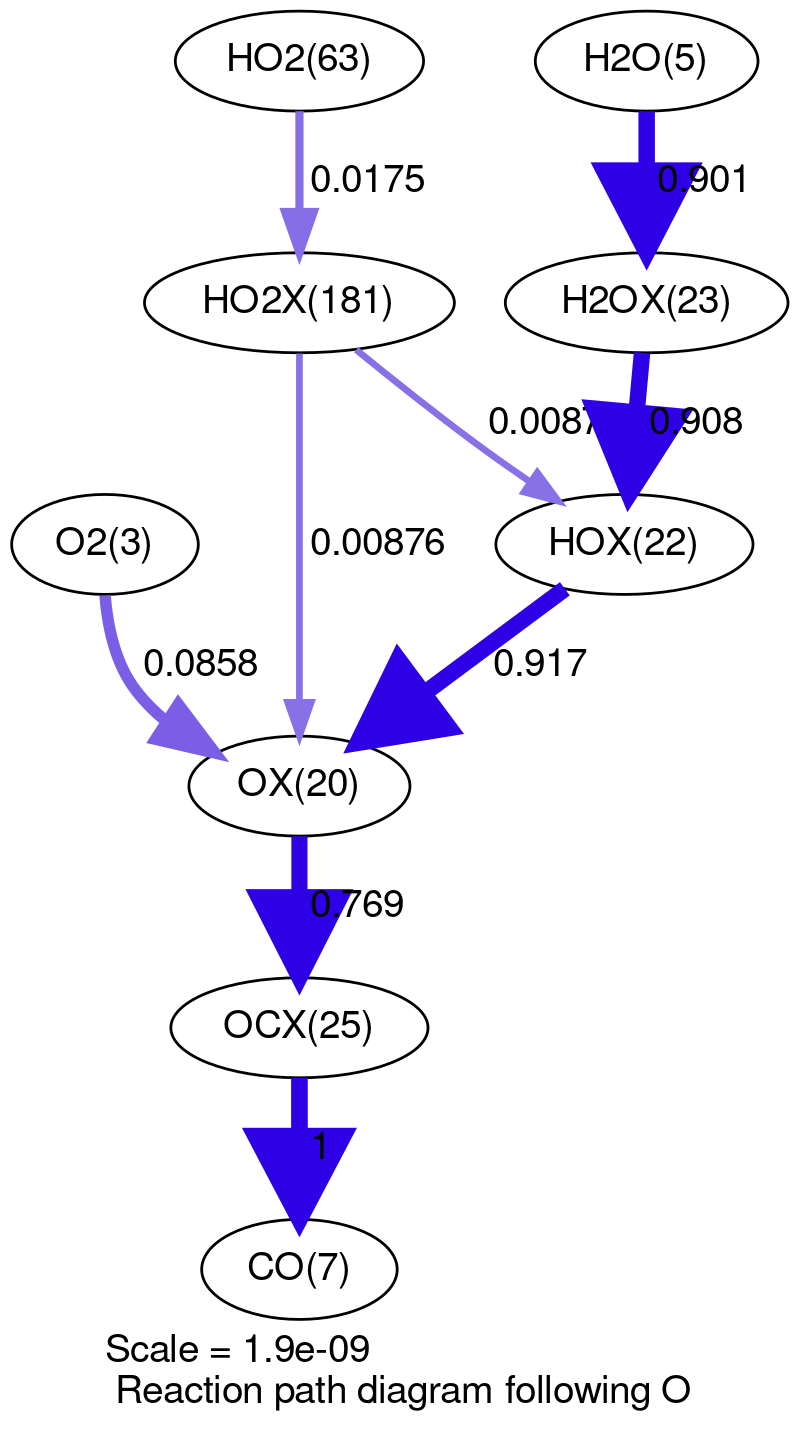 HO2(63)
H2O(5)
0.0175
0.901
HO2X(181)
H2OX(23)
0.908
O2(3)
0.00876
HOX(22)
0.0858
0.917
OX(20)
0.769
OCX(25)
1
CO(7)
Scale = 1.9e-09
Reaction path diagram following O